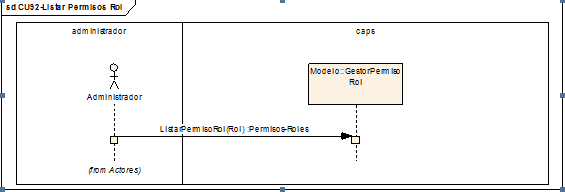 sd CU92-Listar Permisos Rol
administrador
caps
Modelo::GestorPermiso
Rol
Administrador
ListarPermisoRol(Rol) :Permisos-Roles
(from Actores)